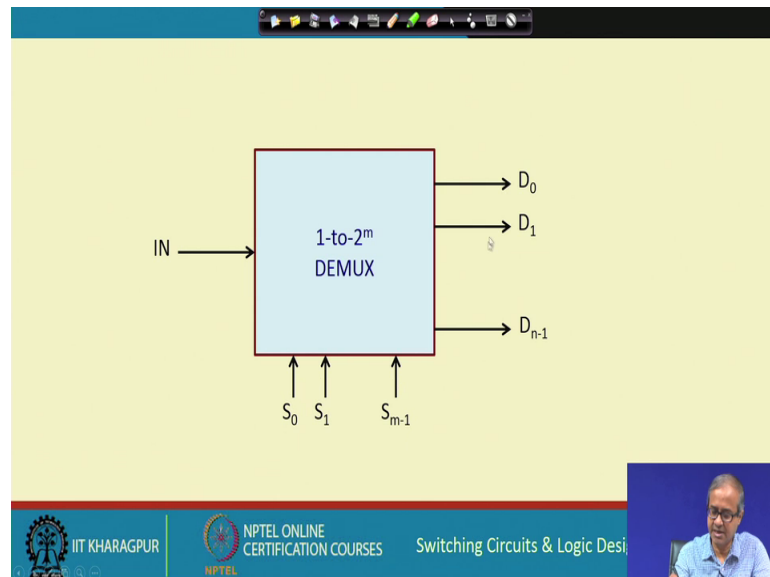 D₀
1-to-2ᵐ
D₁
IN
DEMUX
Dₙ₋₁
S₀ S₁ Sₘ₋₁
IIT KHARAGPUR
NPTEL
NPTEL ONLINE
CERTIFICATION COURSES
Switching Circuits & Logic Desi